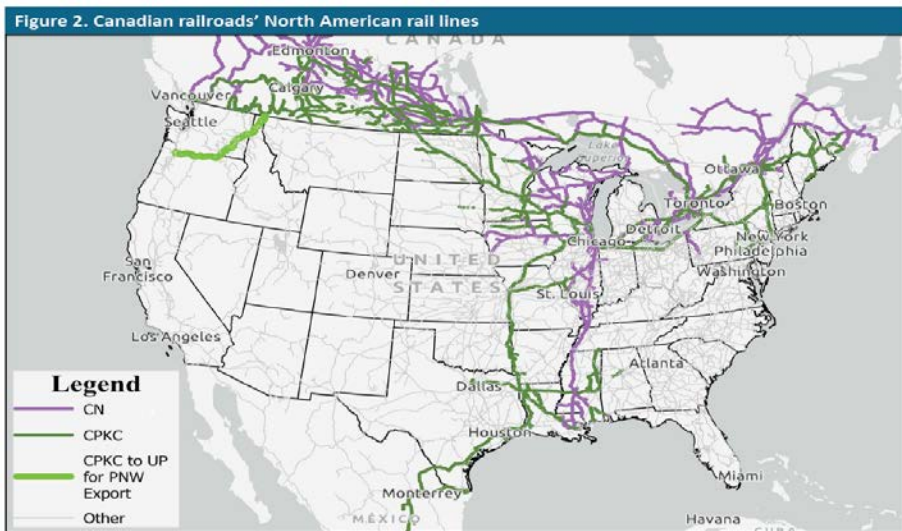 Figure 2. Canadian railroads' North American rail lines
CANADA
Edmonton
Calgary
Vancouver
Seattle
Lake
Superior
Ottawa
Toronto
Boston
Detroit
Chicago
New York
Philadelphia
Washington
UNITED
STATES
San
Francisco
Denver
St. Louis
Los Angeles
Atlanta
Dallas
Houston
Miami
Monterrey
MÉXICO
Havana
CUBA
Legend
CN
CPKC
CPKC to UP
for PNW
Export
Other